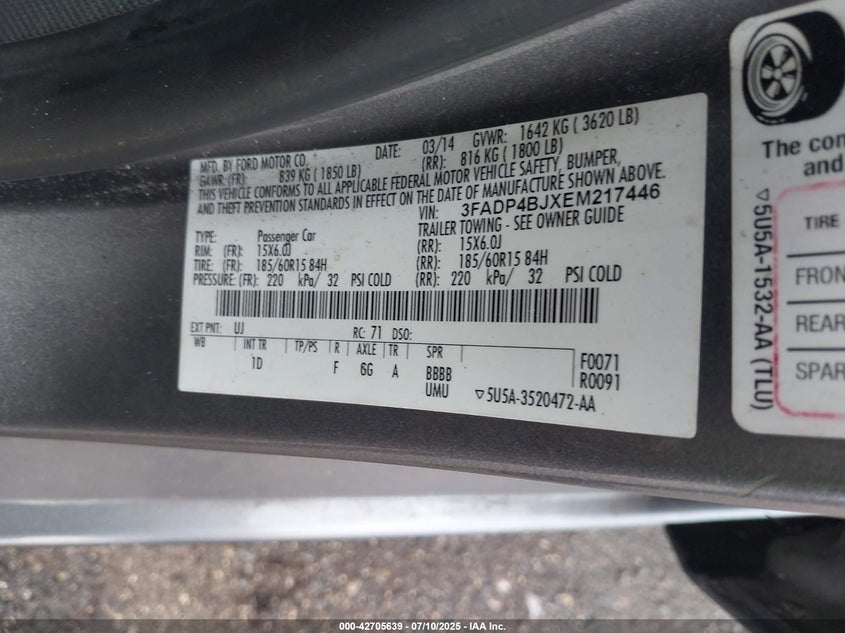 MFD. BY FORD MOTOR CO. DATE: 03/14 GVWR: 1642 KG ( 3620 LB)
GAWR: (FR): 839 KG ( 1850 LB) (RR): 816 KG ( 1800 LB)
THIS VEHICLE CONFORMS TO ALL APPLICABLE FEDERAL MOTOR VEHICLE SAFETY, BUMPER,
AND THEFT PREVENTION STANDARDS IN EFFECT ON THE DATE OF MANUFACTURE SHOWN ABOVE.
VIN: 3FADP4BJXEM217446
TYPE: Passenger Car TRAILER TOWING - SEE OWNER GUIDE
RIM: (FR): 15X6.0J (RR): 15X6.0J
TIRE: (FR): 185/60R15 84H (RR): 185/60R15 84H
PRESSURE: (FR): 220 kPa/ 32 PSI COLD (RR): 220 kPa/ 32 PSI COLD
EXT PNT: UJ RC: 71 DSO:
WB INT TR TP/PS R AXLE TR SPR
1D F 6G A BBBB
UMU
F0071
R0091
▽5U5A-3520472-AA
▽5U5A-1532-AA (TLU)
The com
and
TIRE
FRON
REAR
SPAR
000-42705639 - 07/10/2025 - IAA Inc.